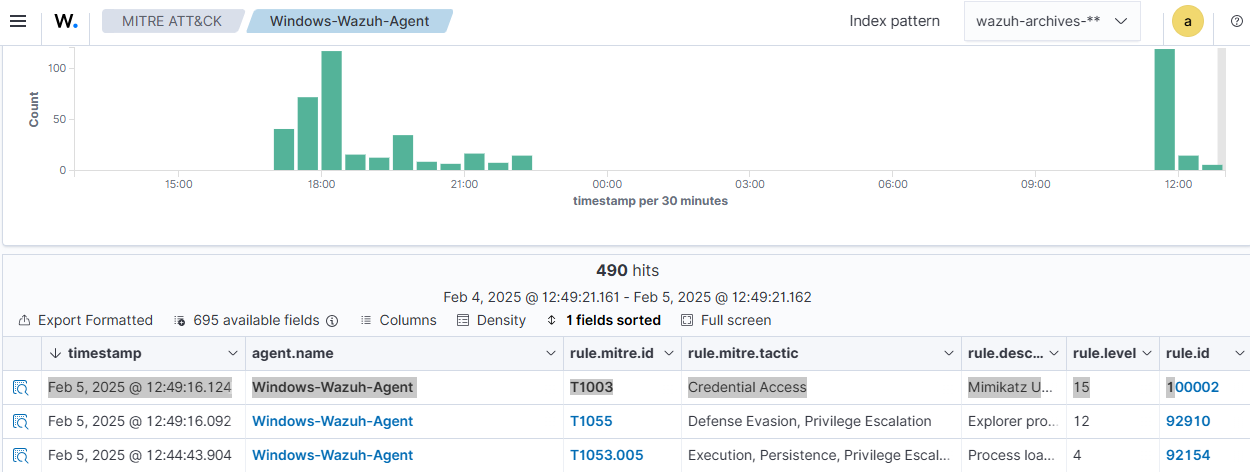 W. MITRE ATT&CK Windows-Wazuh-Agent Index pattern wazuh-archives-** a
100
Count
50
0
15:00 18:00 21:00 00:00 03:00 06:00 09:00 12:00
timestamp per 30 minutes
490 hits
Feb 4, 2025 @ 12:49:21.161 - Feb 5, 2025 @ 12:49:21.162
Export Formatted 695 available fields Columns Density 1 fields sorted Full screen
timestamp agent.name rule.mitre.id rule.mitre.tactic rule.desc... rule.level rule.id
Feb 5, 2025 @ 12:49:16.124 Windows-Wazuh-Agent T1003 Credential Access Mimikatz U... 15 100002
Feb 5, 2025 @ 12:49:16.092 Windows-Wazuh-Agent T1055 Defense Evasion, Privilege Escalation Explorer pro... 12 92910
Feb 5, 2025 @ 12:44:43.904 Windows-Wazuh-Agent T1053.005 Execution, Persistence, Privilege Escal... Process loa... 4 92154